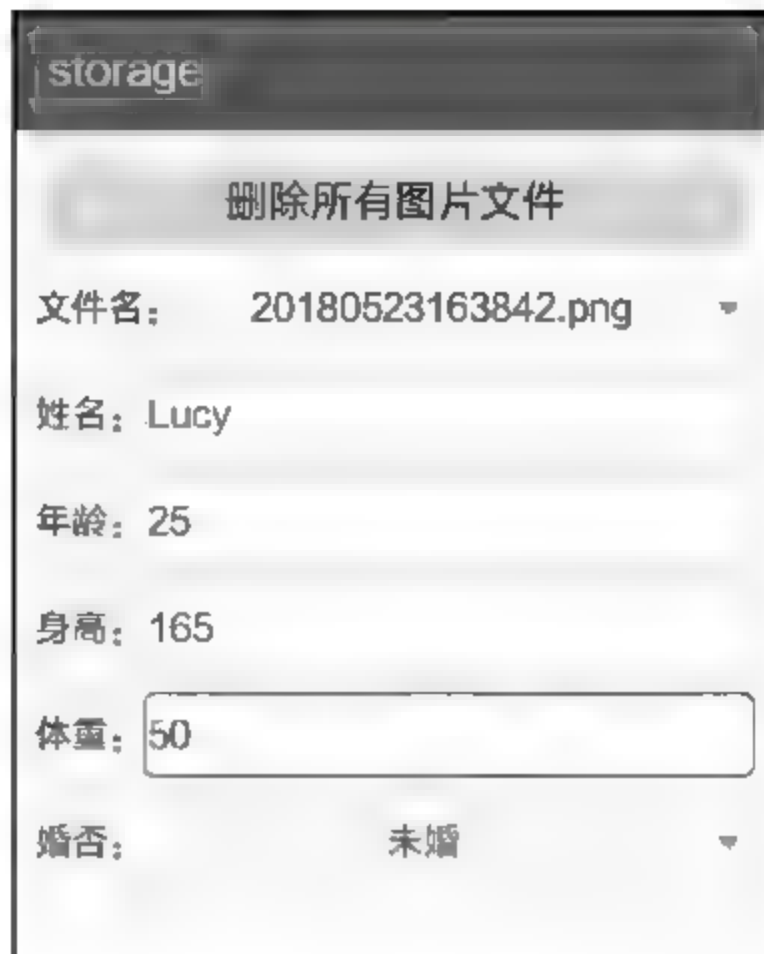 storage
删除所有图片文件
文件名： 20180523163842.png
姓名：Lucy
年龄：25
身高：165
体重：50
婚否： 未婚